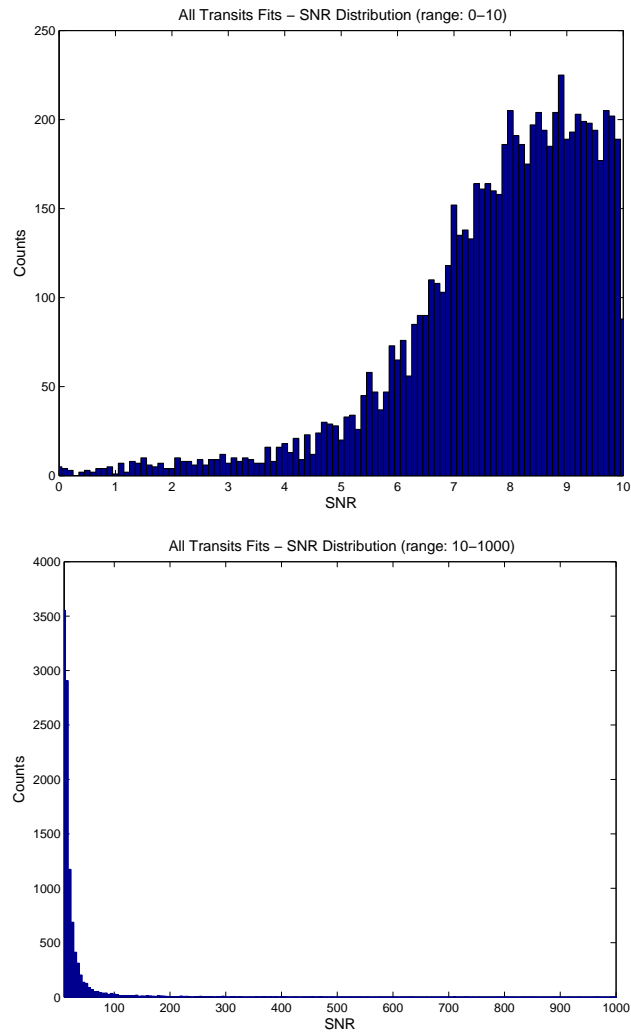 All Transits Fits − SNR Distribution (range: 0−10)
250
200
150
100
50
0
Counts
0 1 2 3 4 5 6 7 8 9 10
SNR
All Transits Fits − SNR Distribution (range: 10−1000)
4000
3500
3000
2500
2000
1500
1000
500
0
Counts
100 200 300 400 500 600 700 800 900 1000
SNR